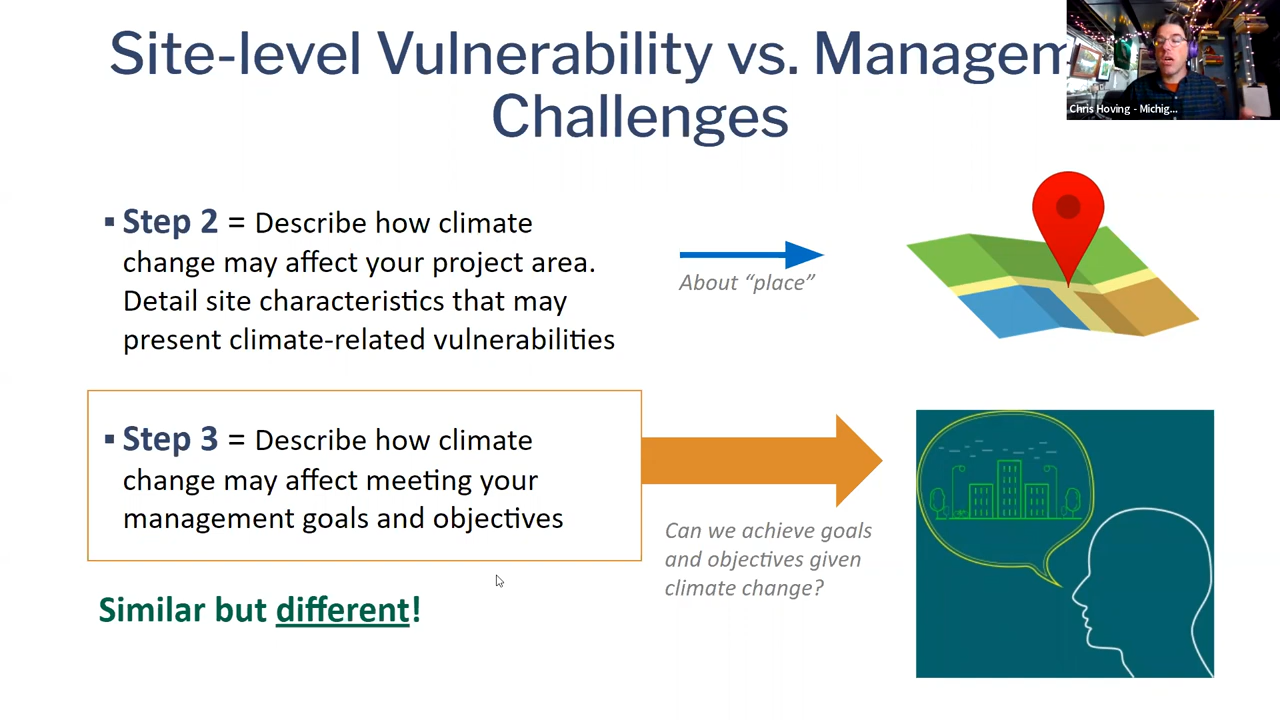 Site-level Vulnerability vs. Managem
Challenges
Chris Hoving - Michig...
▪ Step 2 = Describe how climate
change may affect your project area.
Detail site characteristics that may
present climate-related vulnerabilities
About “place”
▪ Step 3 = Describe how climate
change may affect meeting your
management goals and objectives
Can we achieve goals
and objectives given
climate change?
Similar but different!